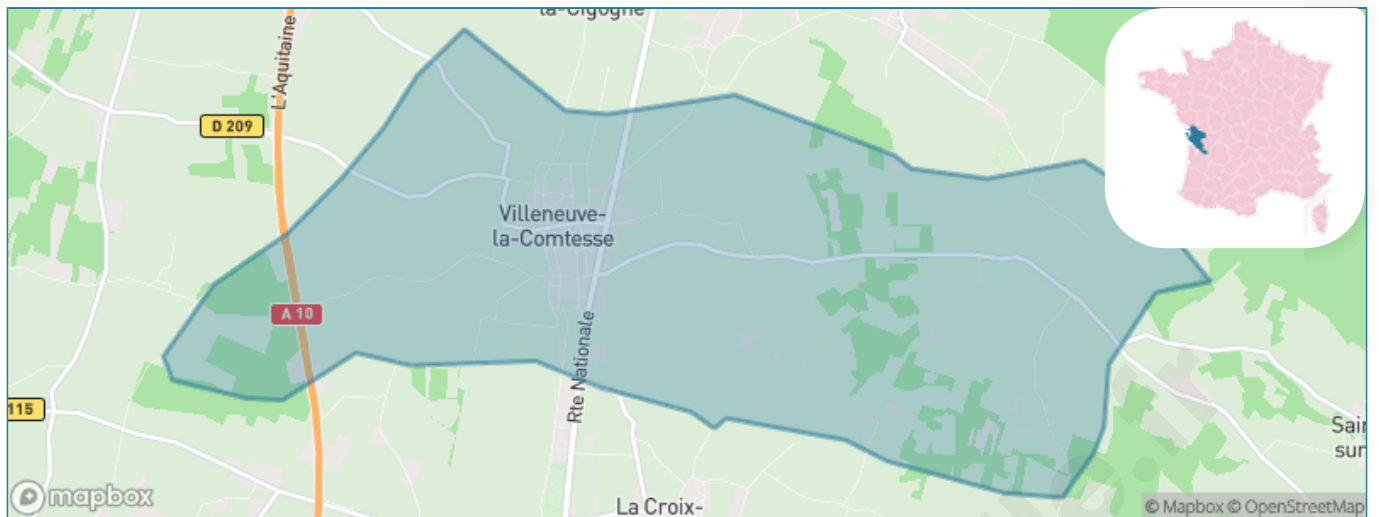 la-Cigogne
L'Aquitaine
D 209
Villeneuve-
la-Comtesse
A 10
Rte Nationale
115
Sai
sur
La Croix-
mapbox
© Mapbox © OpenStreetMap